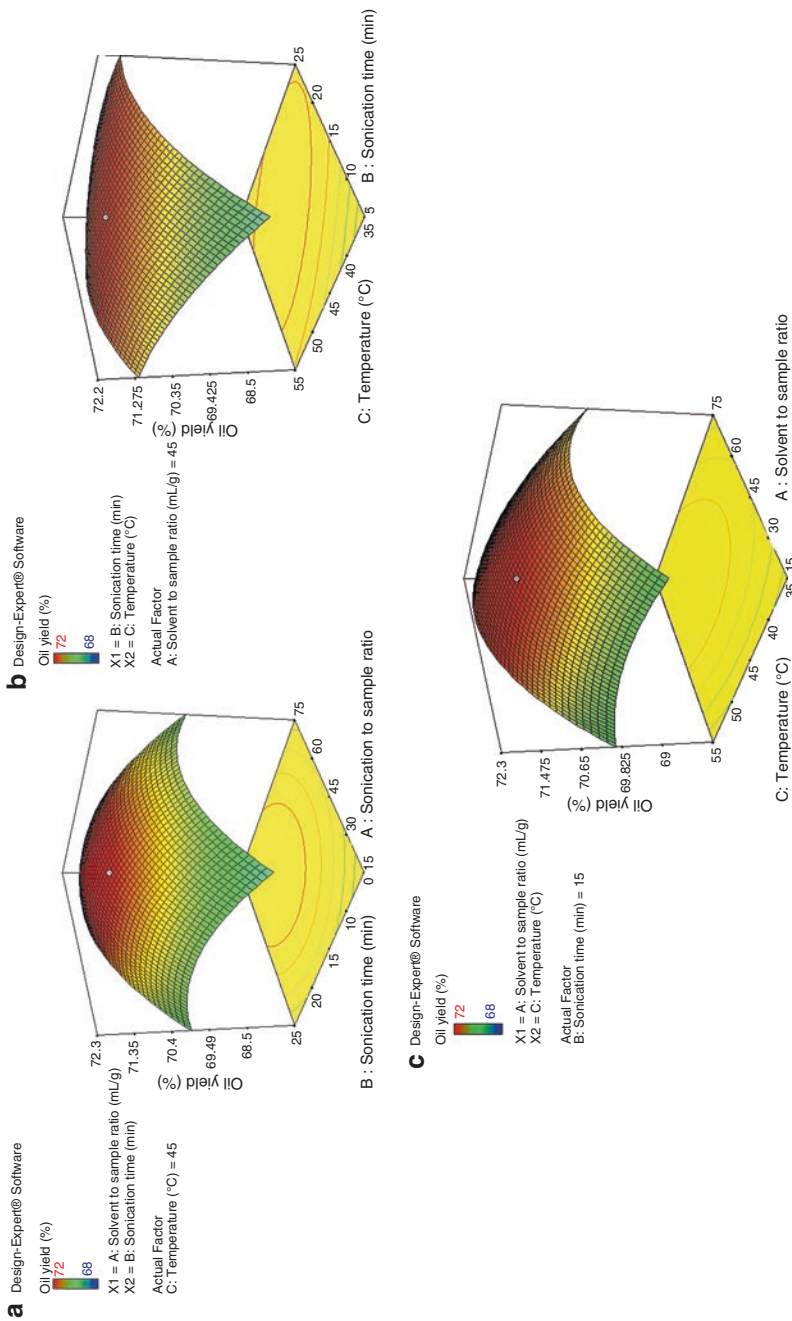 a Design-Expert® Software
Oil yield (%)
72
68
X1 = A: Solvent to sample ratio (mL/g)
X2 = B: Sonication time (min)
Actual Factor
C: Temperature (°C) = 45
72.3
71.35
70.4
69.49
68.5
Oil yield (%)
25
20
15
10
0
15
30
45
60
75
B : Sonication time (min)
A : Sonication to sample ratio
b Design-Expert® Software
Oil yield (%)
72
68
X1 = B: Sonication time (min)
X2 = C: Temperature (°C)
Actual Factor
A: Solvent to sample ratio (mL/g) = 45
72.2
71.275
70.35
69.425
68.5
Oil yield (%)
55
50
45
40
35
5
10
15
20
25
C: Temperature (°C)
B : Sonication time (min)
c Design-Expert® Software
Oil yield (%)
72
68
X1 = A: Solvent to sample ratio (mL/g)
X2 = C: Temperature (°C)
Actual Factor
B: Sonication time (min) = 15
72.3
71.475
70.65
69.825
69
Oil yield (%)
55
50
45
40
35
15
30
45
60
75
C: Temperature (°C)
A : Solvent to sample ratio